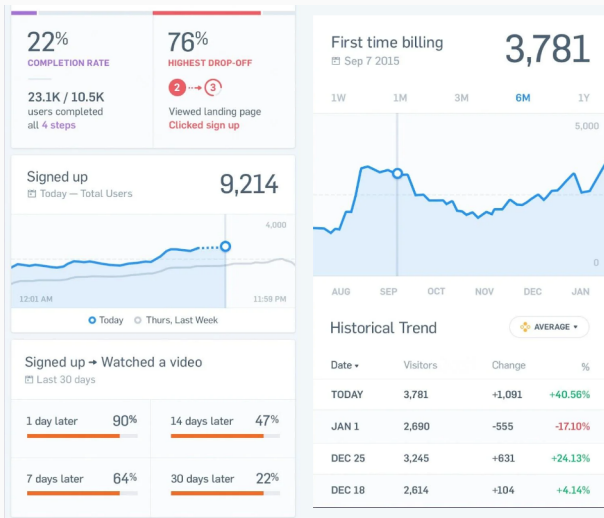 22%
COMPLETION RATE
23.1K / 10.5K
users completed
all 4 steps
76%
HIGHEST DROP-OFF
2 3
Viewed landing page
Clicked sign up
Signed up
Today — Total Users
9,214
4,000
12:01 AM
11:59 PM
Today Thurs, Last Week
Signed up → Watched a video
Last 30 days
1 day later 90%
14 days later 47%
7 days later 64%
30 days later 22%
First time billing
Sep 7 2015
3,781
1W 1M 3M 6M 1Y
5,000
0
AUG SEP OCT NOV DEC JAN
Historical Trend
AVERAGE ▾
Date ▾ Visitors Change %
TODAY 3,781 +1,091 +40.56%
JAN 1 2,690 -555 -17.10%
DEC 25 3,245 +631 +24.13%
DEC 18 2,614 +104 +4.14%